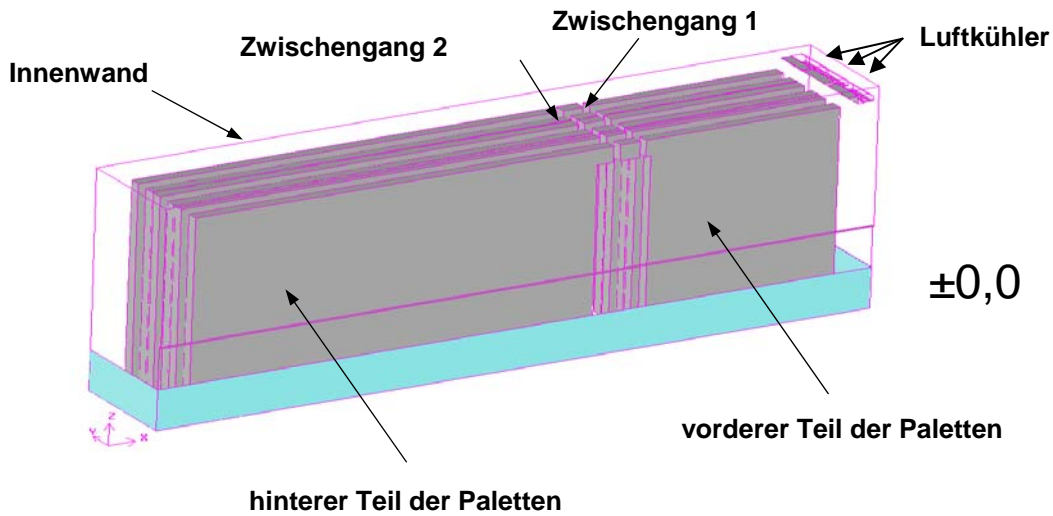 Zwischengang 1
Zwischengang 2
Luftkühler
Innenwand
±0,0
vorderer Teil der Paletten
hinterer Teil der Paletten
Z
Y
X